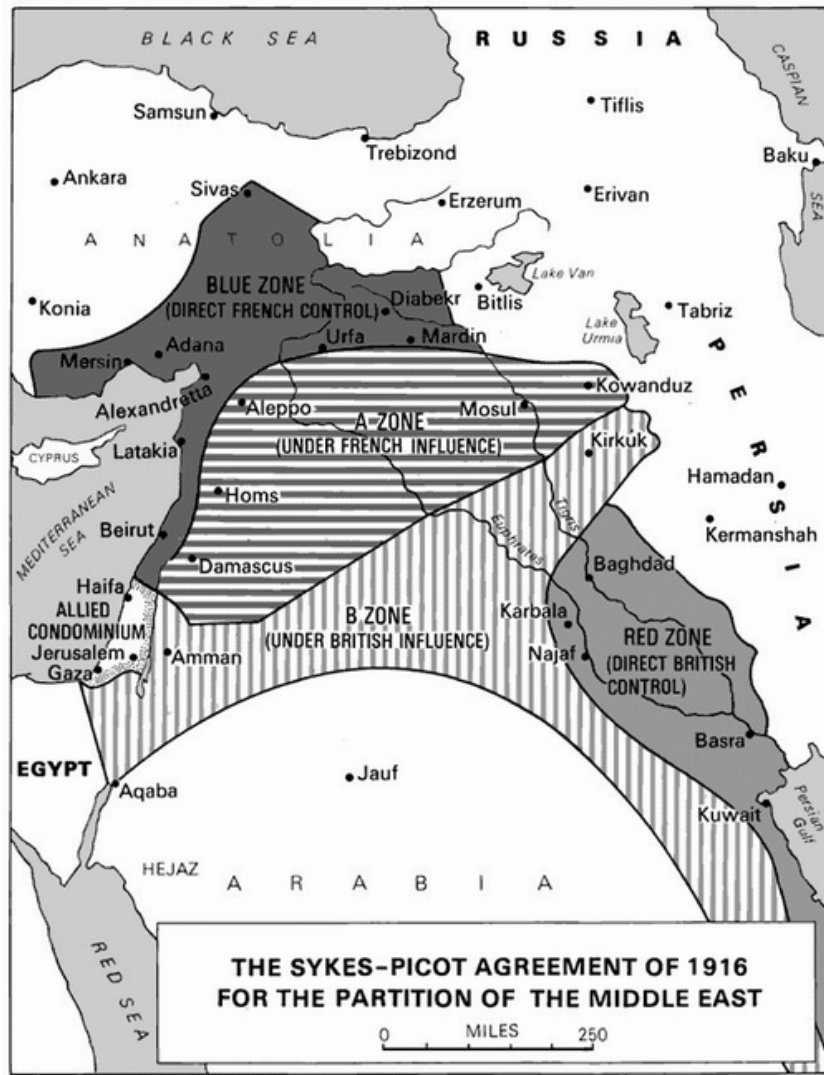 BLACK SEA
RUSSIA
CASPIAN
SEA
Samsun
Tiflis
Trebizond
Baku
Ankara
Sivas
Erzerum
Erivan
ANATOLIA
Lake Van
BLUE ZONE
(DIRECT FRENCH CONTROL)
Diabekr
Bitlis
Konia
Tabriz
Lake
Urmia
Urfa
Mardin
Mersin
Adana
PERSIA
Alexandretta
Kowanduz
Aleppo
Mosul
A ZONE
(UNDER FRENCH INFLUENCE)
Latakia
Kirkuk
CYPRUS
Hamadan
Homs
MEDITERRANEAN
SEA
Tigris
Euphrates
Kermanshah
Beirut
Damascus
Baghdad
Haifa
ALLIED
CONDOMINIUM
B ZONE
(UNDER BRITISH INFLUENCE)
Karbala
RED ZONE
(DIRECT BRITISH
CONTROL)
Jerusalem
Amman
Najaf
Gaza
Basra
EGYPT
Jauf
Aqaba
Kuwait
Persian
Gulf
HEJAZ
ARABIA
RED SEA
THE SYKES–PICOT AGREEMENT OF 1916
FOR THE PARTITION OF THE MIDDLE EAST
0 MILES 250